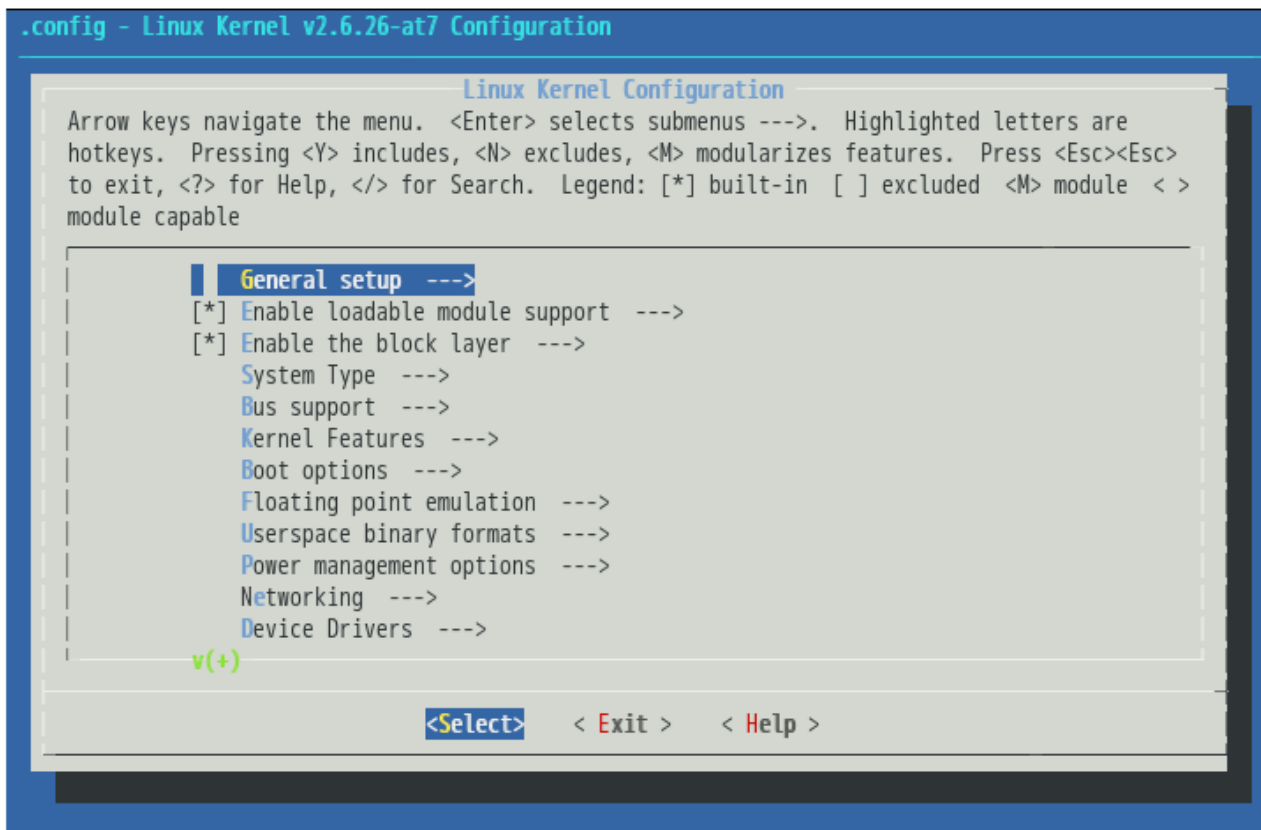 .config - Linux Kernel v2.6.26-at7 Configuration
Linux Kernel Configuration
Arrow keys navigate the menu.  <Enter> selects submenus --->.  Highlighted letters are
hotkeys.  Pressing <Y> includes, <N> excludes, <M> modularizes features.  Press <Esc><Esc>
to exit, <?> for Help, </> for Search.  Legend: [*] built-in  [ ] excluded  <M> module  < >
module capable
General setup  --->
[*] Enable loadable module support  --->
[*] Enable the block layer  --->
System Type  --->
Bus support  --->
Kernel Features  --->
Boot options  --->
Floating point emulation  --->
Userspace binary formats  --->
Power management options  --->
Networking  --->
Device Drivers  --->
v(+)
<Select>    < Exit >    < Help >